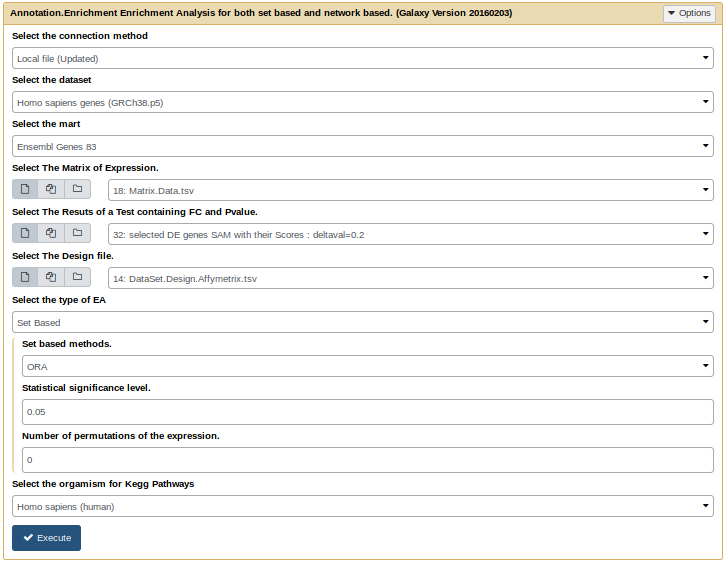 Annotation.Enrichment Enrichment Analysis for both set based and network based. (Galaxy Version 20160203) Options
Select the connection method
Local file (Updated)
Select the dataset
Homo sapiens genes (GRCh38.p5)
Select the mart
Ensembl Genes 83
Select The Matrix of Expression.
18: Matrix.Data.tsv
Select The Resuts of a Test containing FC and Pvalue.
32: selected DE genes SAM with their Scores : deltaval=0.2
Select The Design file.
14: DataSet.Design.Affymetrix.tsv
Select the type of EA
Set Based
Set based methods.
ORA
Statistical significance level.
0.05
Number of permutations of the expression.
0
Select the orgamism for Kegg Pathways
Homo sapiens (human)
Execute